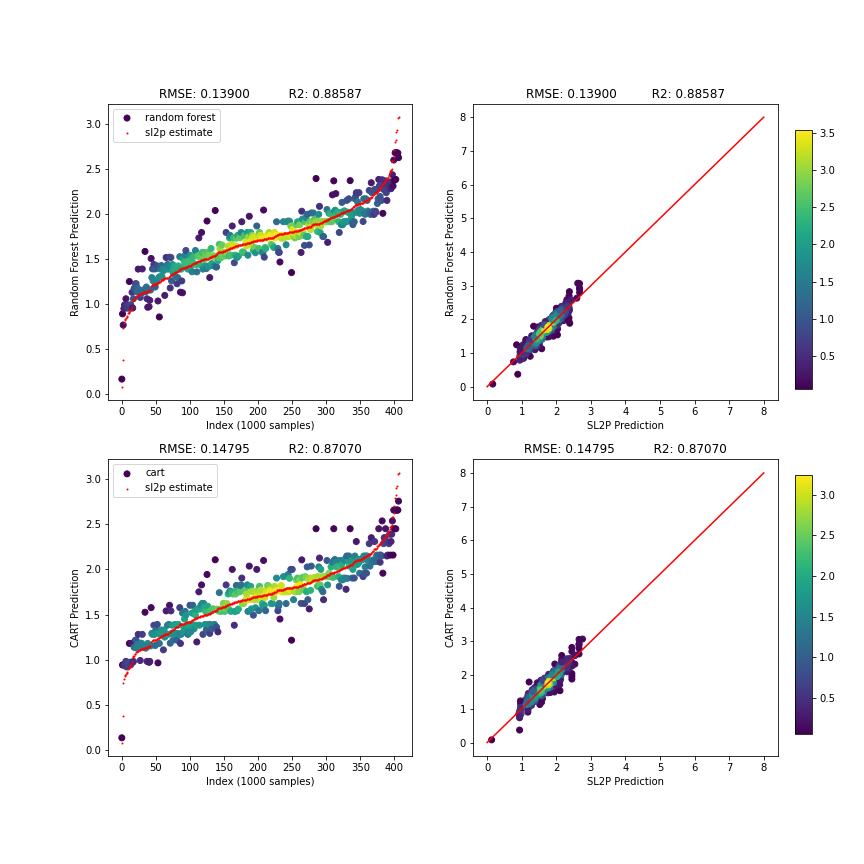 RMSE: 0.13900 R2: 0.88587
random forest
sl2p estimate
3.0
2.5
2.0
1.5
1.0
0.5
0.0
Random Forest Prediction
0 50 100 150 200 250 300 350 400
Index (1000 samples)
RMSE: 0.13900 R2: 0.88587
8
7
6
5
4
3
2
1
0
Random Forest Prediction
0 1 2 3 4 5 6 7 8
SL2P Prediction
3.5
3.0
2.5
2.0
1.5
1.0
0.5
RMSE: 0.14795 R2: 0.87070
cart
sl2p estimate
3.0
2.5
2.0
1.5
1.0
0.5
0.0
CART Prediction
0 50 100 150 200 250 300 350 400
Index (1000 samples)
RMSE: 0.14795 R2: 0.87070
8
7
6
5
4
3
2
1
0
CART Prediction
0 1 2 3 4 5 6 7 8
SL2P Prediction
3.0
2.5
2.0
1.5
1.0
0.5